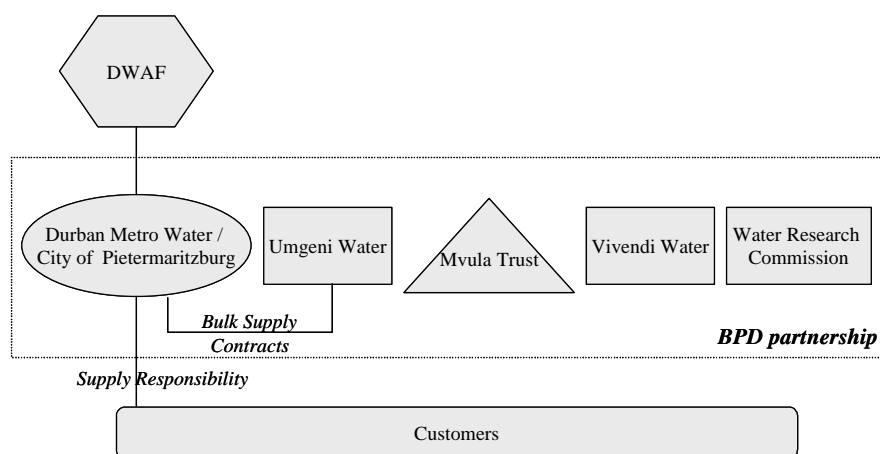 DWAF
Durban Metro Water /
City of Pietermaritzburg
Umgeni Water
Mvula Trust
Vivendi Water
Water Research
Commission
Bulk Supply
Contracts
BPD partnership
Supply Responsibility
Customers